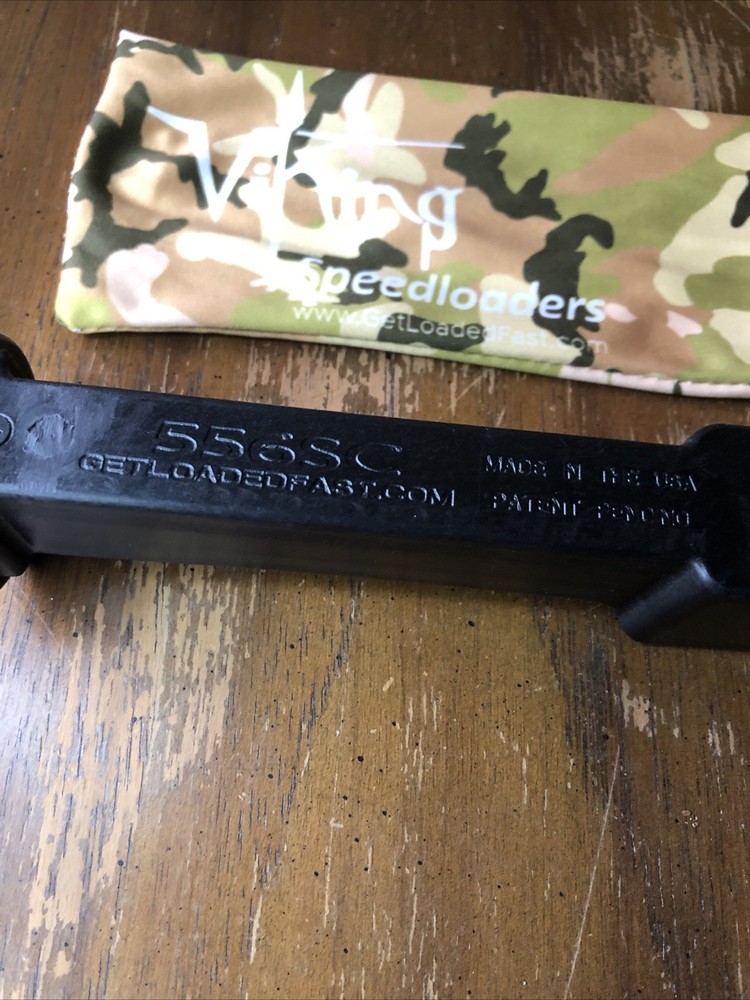 Viking
Speedloaders
www.GetLoadedFast.com
556SC
GETLOADEDFAST.COM
MADE IN THE USA
PATENT PENDING